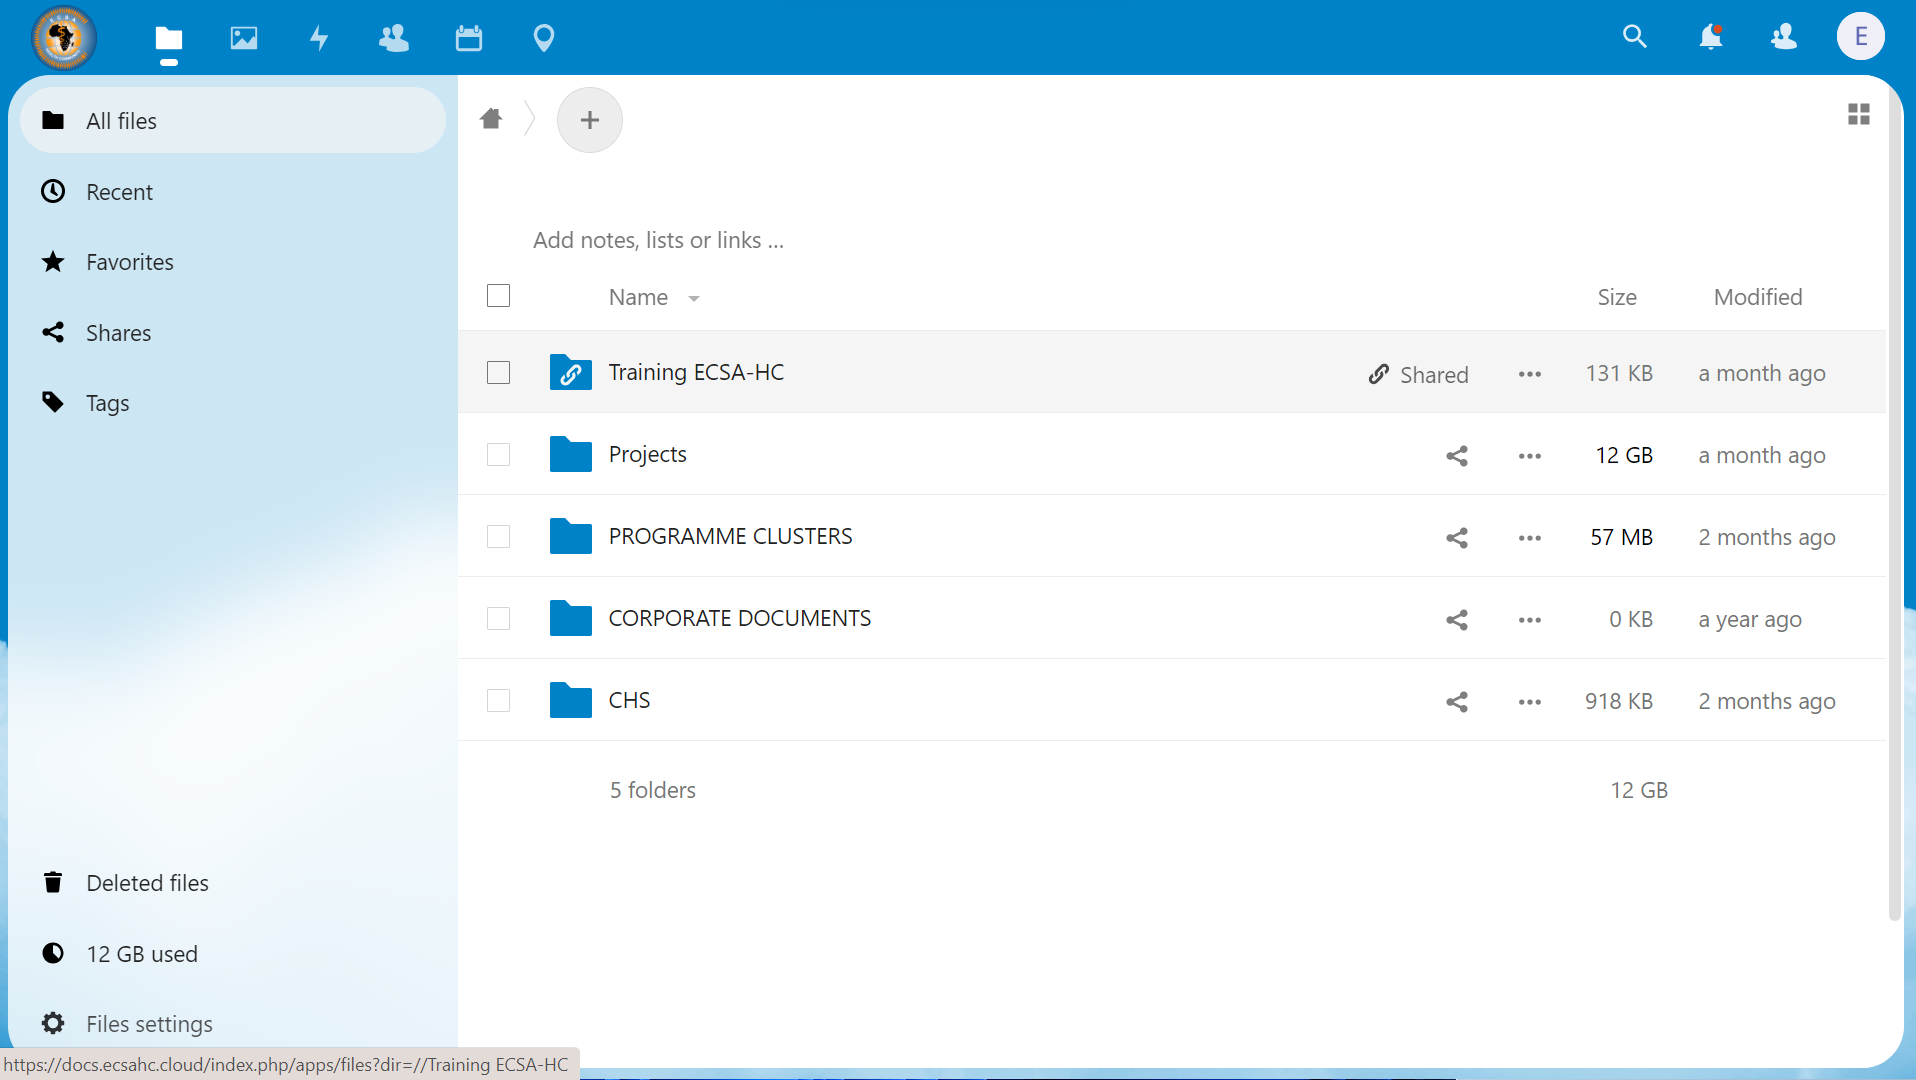 E
All files
Recent
Favorites
Shares
Tags
Deleted files
12 GB used
Files settings
Add notes, lists or links ...
Name Size Modified
Training ECSA-HC Shared 131 KB a month ago
Projects 12 GB a month ago
PROGRAMME CLUSTERS 57 MB 2 months ago
CORPORATE DOCUMENTS 0 KB a year ago
CHS 918 KB 2 months ago
5 folders 12 GB
https://docs.ecsahc.cloud/index.php/apps/files?dir=//Training ECSA-HC